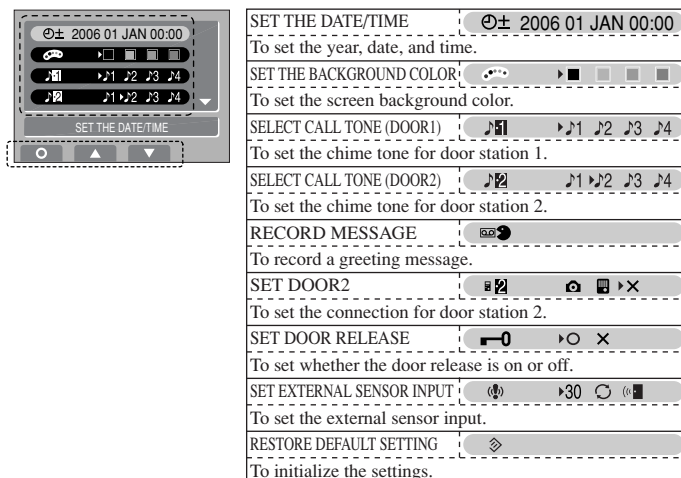 2006 01 JAN 00:00
♪1 ♪1 ♪2 ♪3 ♪4
♪2 ♪1 ♪2 ♪3 ♪4
SET THE DATE/TIME
SET THE DATE/TIME 2006 01 JAN 00:00
To set the year, date, and time.
SET THE BACKGROUND COLOR
To set the screen background color.
SELECT CALL TONE (DOOR1) ♪1 ♪1 ♪2 ♪3 ♪4
To set the chime tone for door station 1.
SELECT CALL TONE (DOOR2) ♪2 ♪1 ♪2 ♪3 ♪4
To set the chime tone for door station 2.
RECORD MESSAGE
To record a greeting message.
SET DOOR2 2
To set the connection for door station 2.
SET DOOR RELEASE
To set whether the door release is on or off.
SET EXTERNAL SENSOR INPUT 30
To set the external sensor input.
RESTORE DEFAULT SETTING
To initialize the settings.